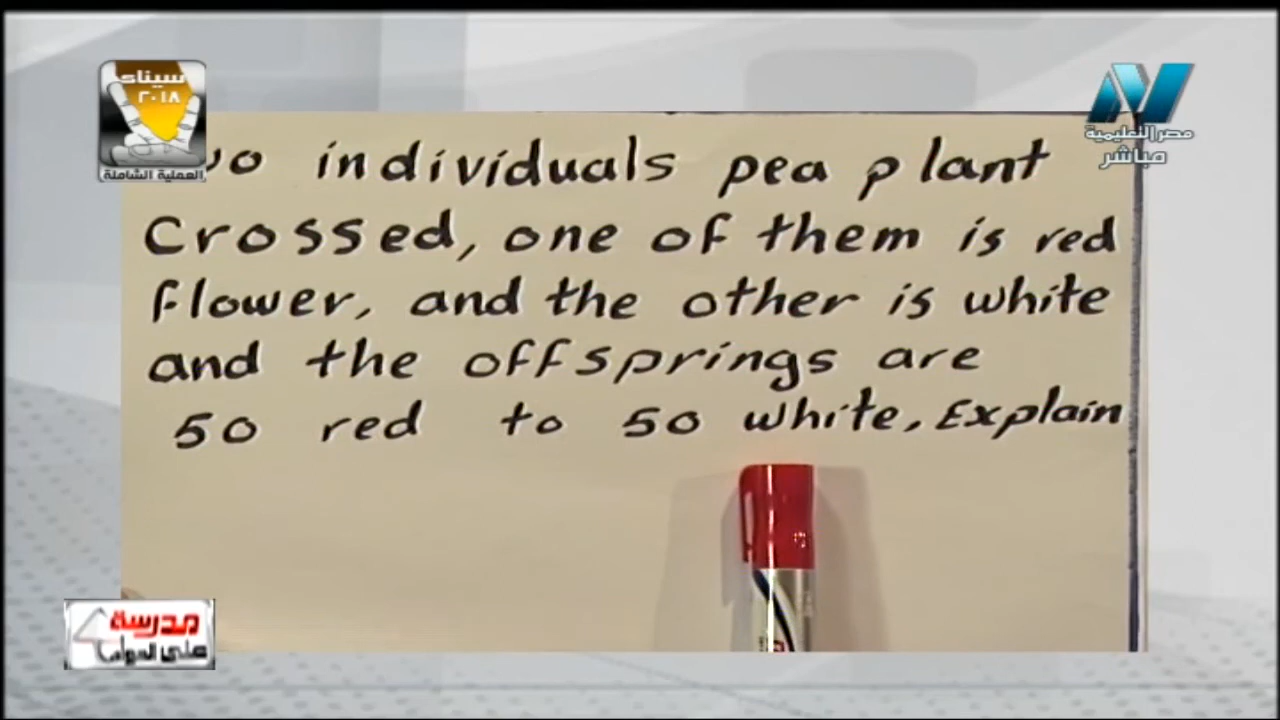 سيناء
٢٠١٨
العملية الشاملة
مصر التعليمية
مباشر
individuals pea plant
Crossed, one of them is red
flower, and the other is white
and the offsprings are
50 red to 50 white, Explain
مدرسة
على الهواء